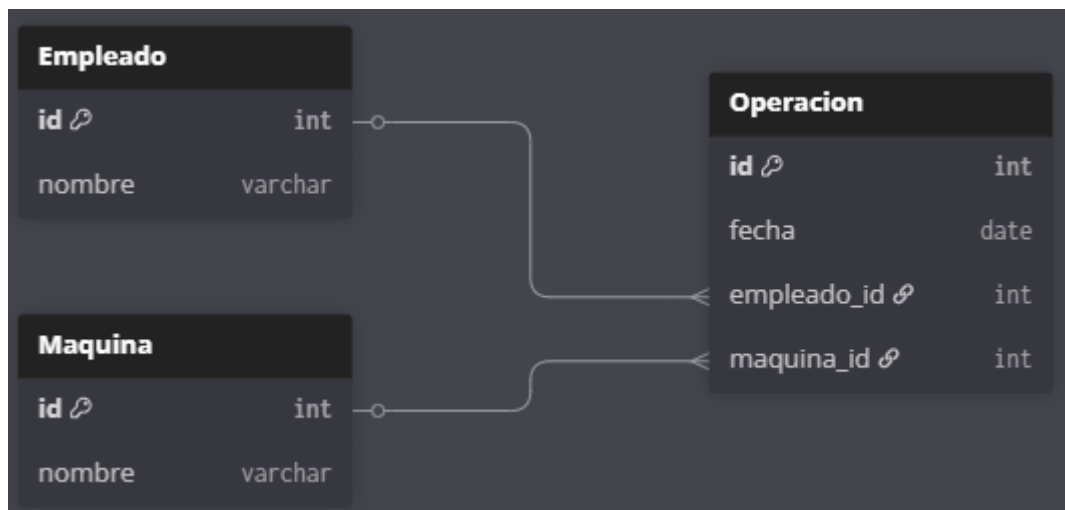 Empleado
id int
nombre varchar
Maquina
id int
nombre varchar
Operacion
id int
fecha date
empleado_id int
maquina_id int